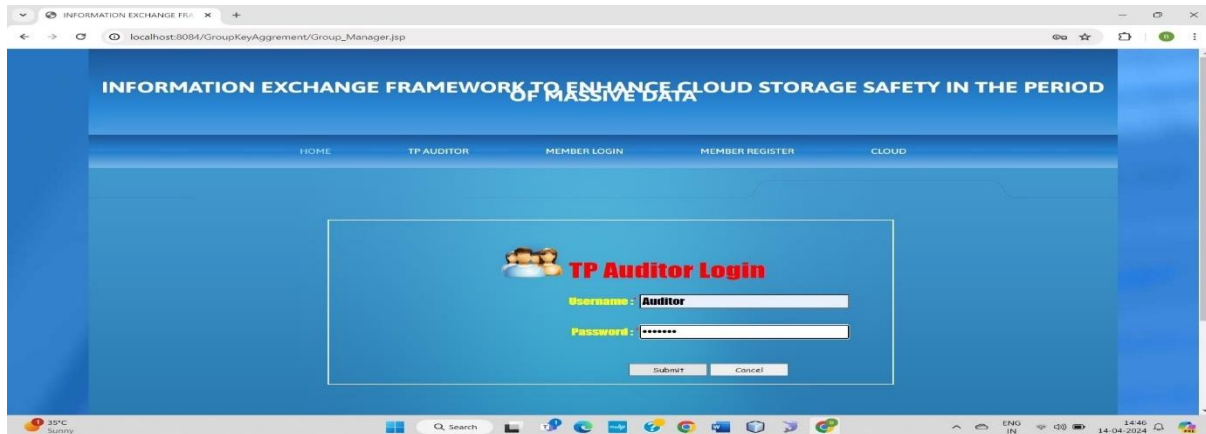 INFORMATION EXCHANGE FRA
localhost:8084/GroupKeyAggrement/Group_Manager.jsp
B
INFORMATION EXCHANGE FRAMEWORK TO ENHANCE CLOUD STORAGE SAFETY IN THE PERIOD
OF MASSIVE DATA
HOME TP AUDITOR MEMBER LOGIN MEMBER REGISTER CLOUD
TP Auditor Login
Username : Auditor
Password : •••••••
Submit Cancel
35°C
Sunny
Search
ENG
IN
14:46
14-04-2024